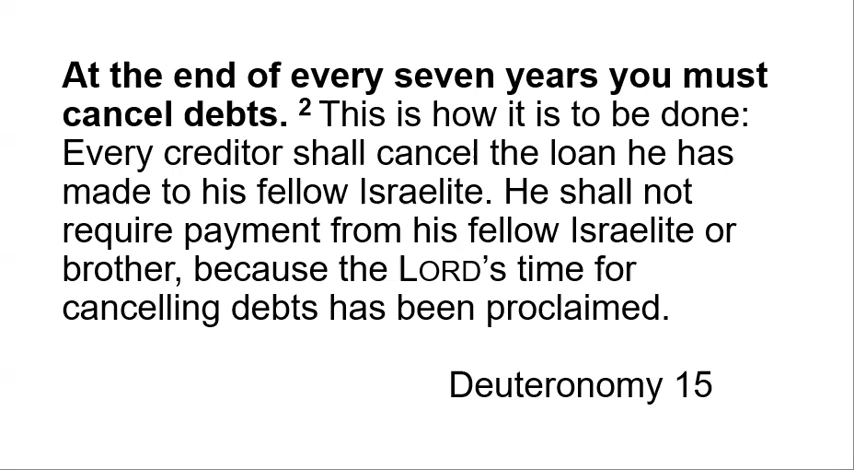 At the end of every seven years you must
cancel debts. ² This is how it is to be done:
Every creditor shall cancel the loan he has
made to his fellow Israelite. He shall not
require payment from his fellow Israelite or
brother, because the LORD’s time for
cancelling debts has been proclaimed.
Deuteronomy 15